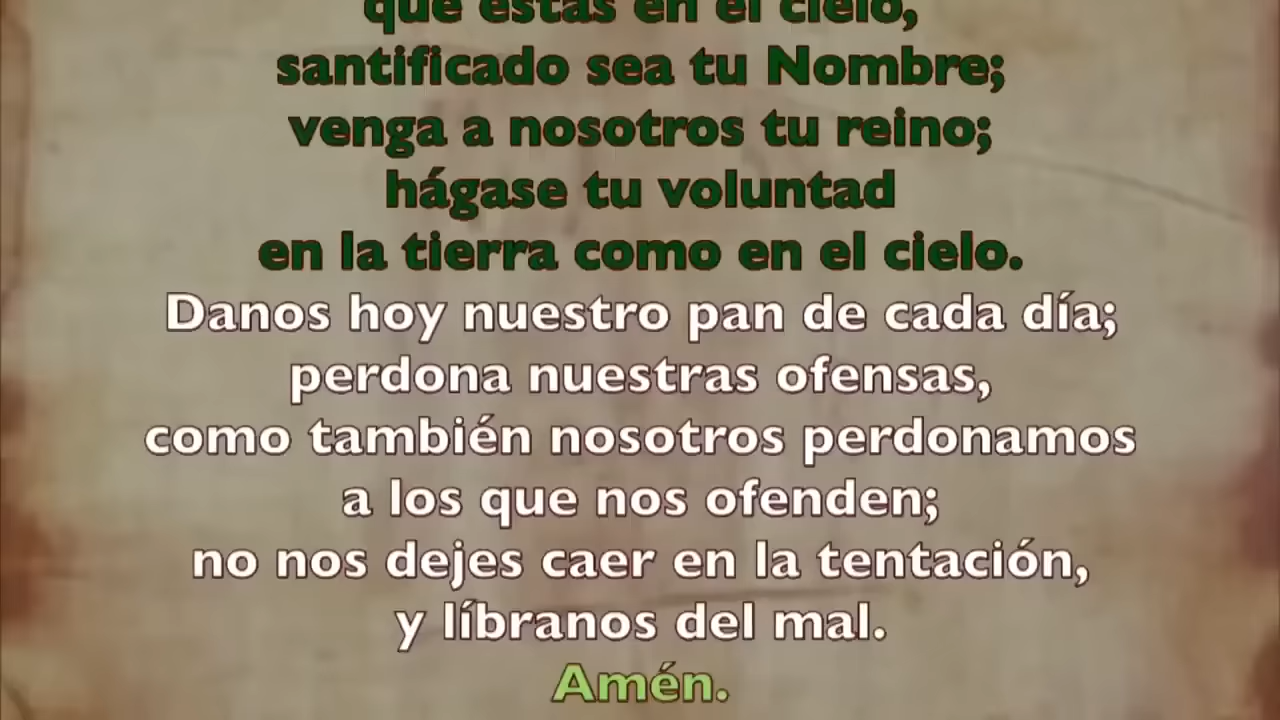 que estás en el cielo,
santificado sea tu Nombre;
venga a nosotros tu reino;
hágase tu voluntad
en la tierra como en el cielo.
Danos hoy nuestro pan de cada día;
perdona nuestras ofensas,
como también nosotros perdonamos
a los que nos ofenden;
no nos dejes caer en la tentación,
y líbranos del mal.
Amén.